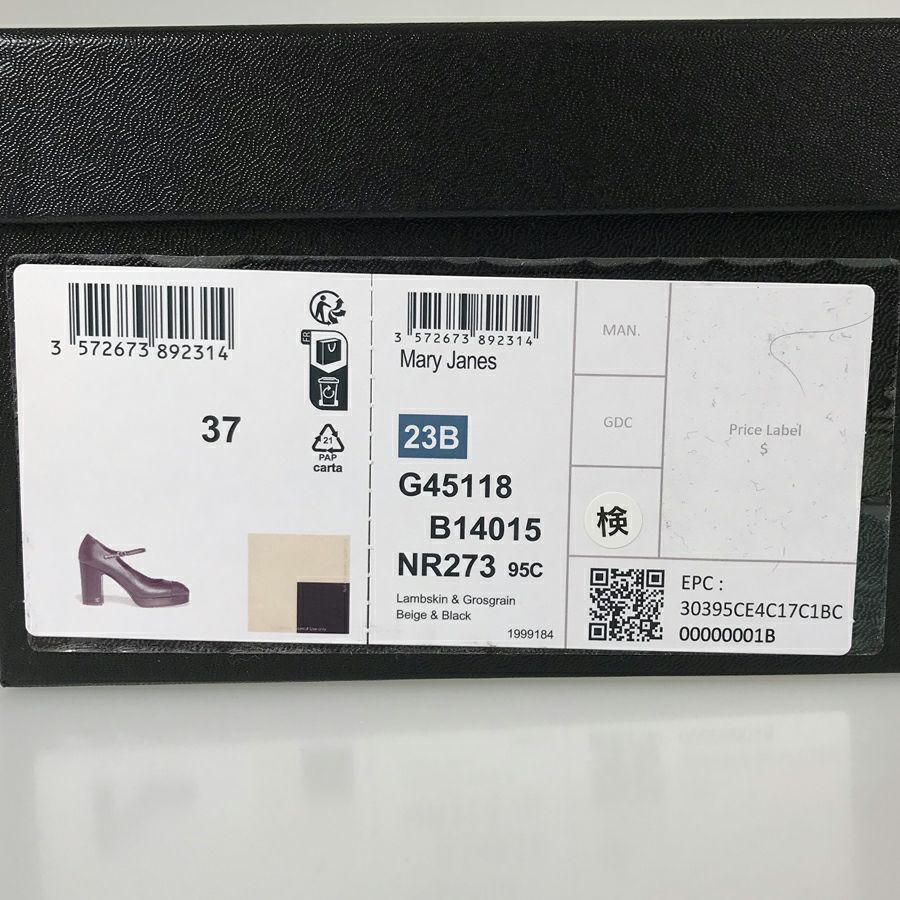 3 572673 892314
37
FR
21
PAP
carta
3 572673 892314
Mary Janes
23B
G45118
B14015
NR273 95C
Lambskin & Grosgrain
Beige & Black
1999184
MAN.
GDC
検
Price Label
$
EPC :
30395CE4C17C1BC
00000001B